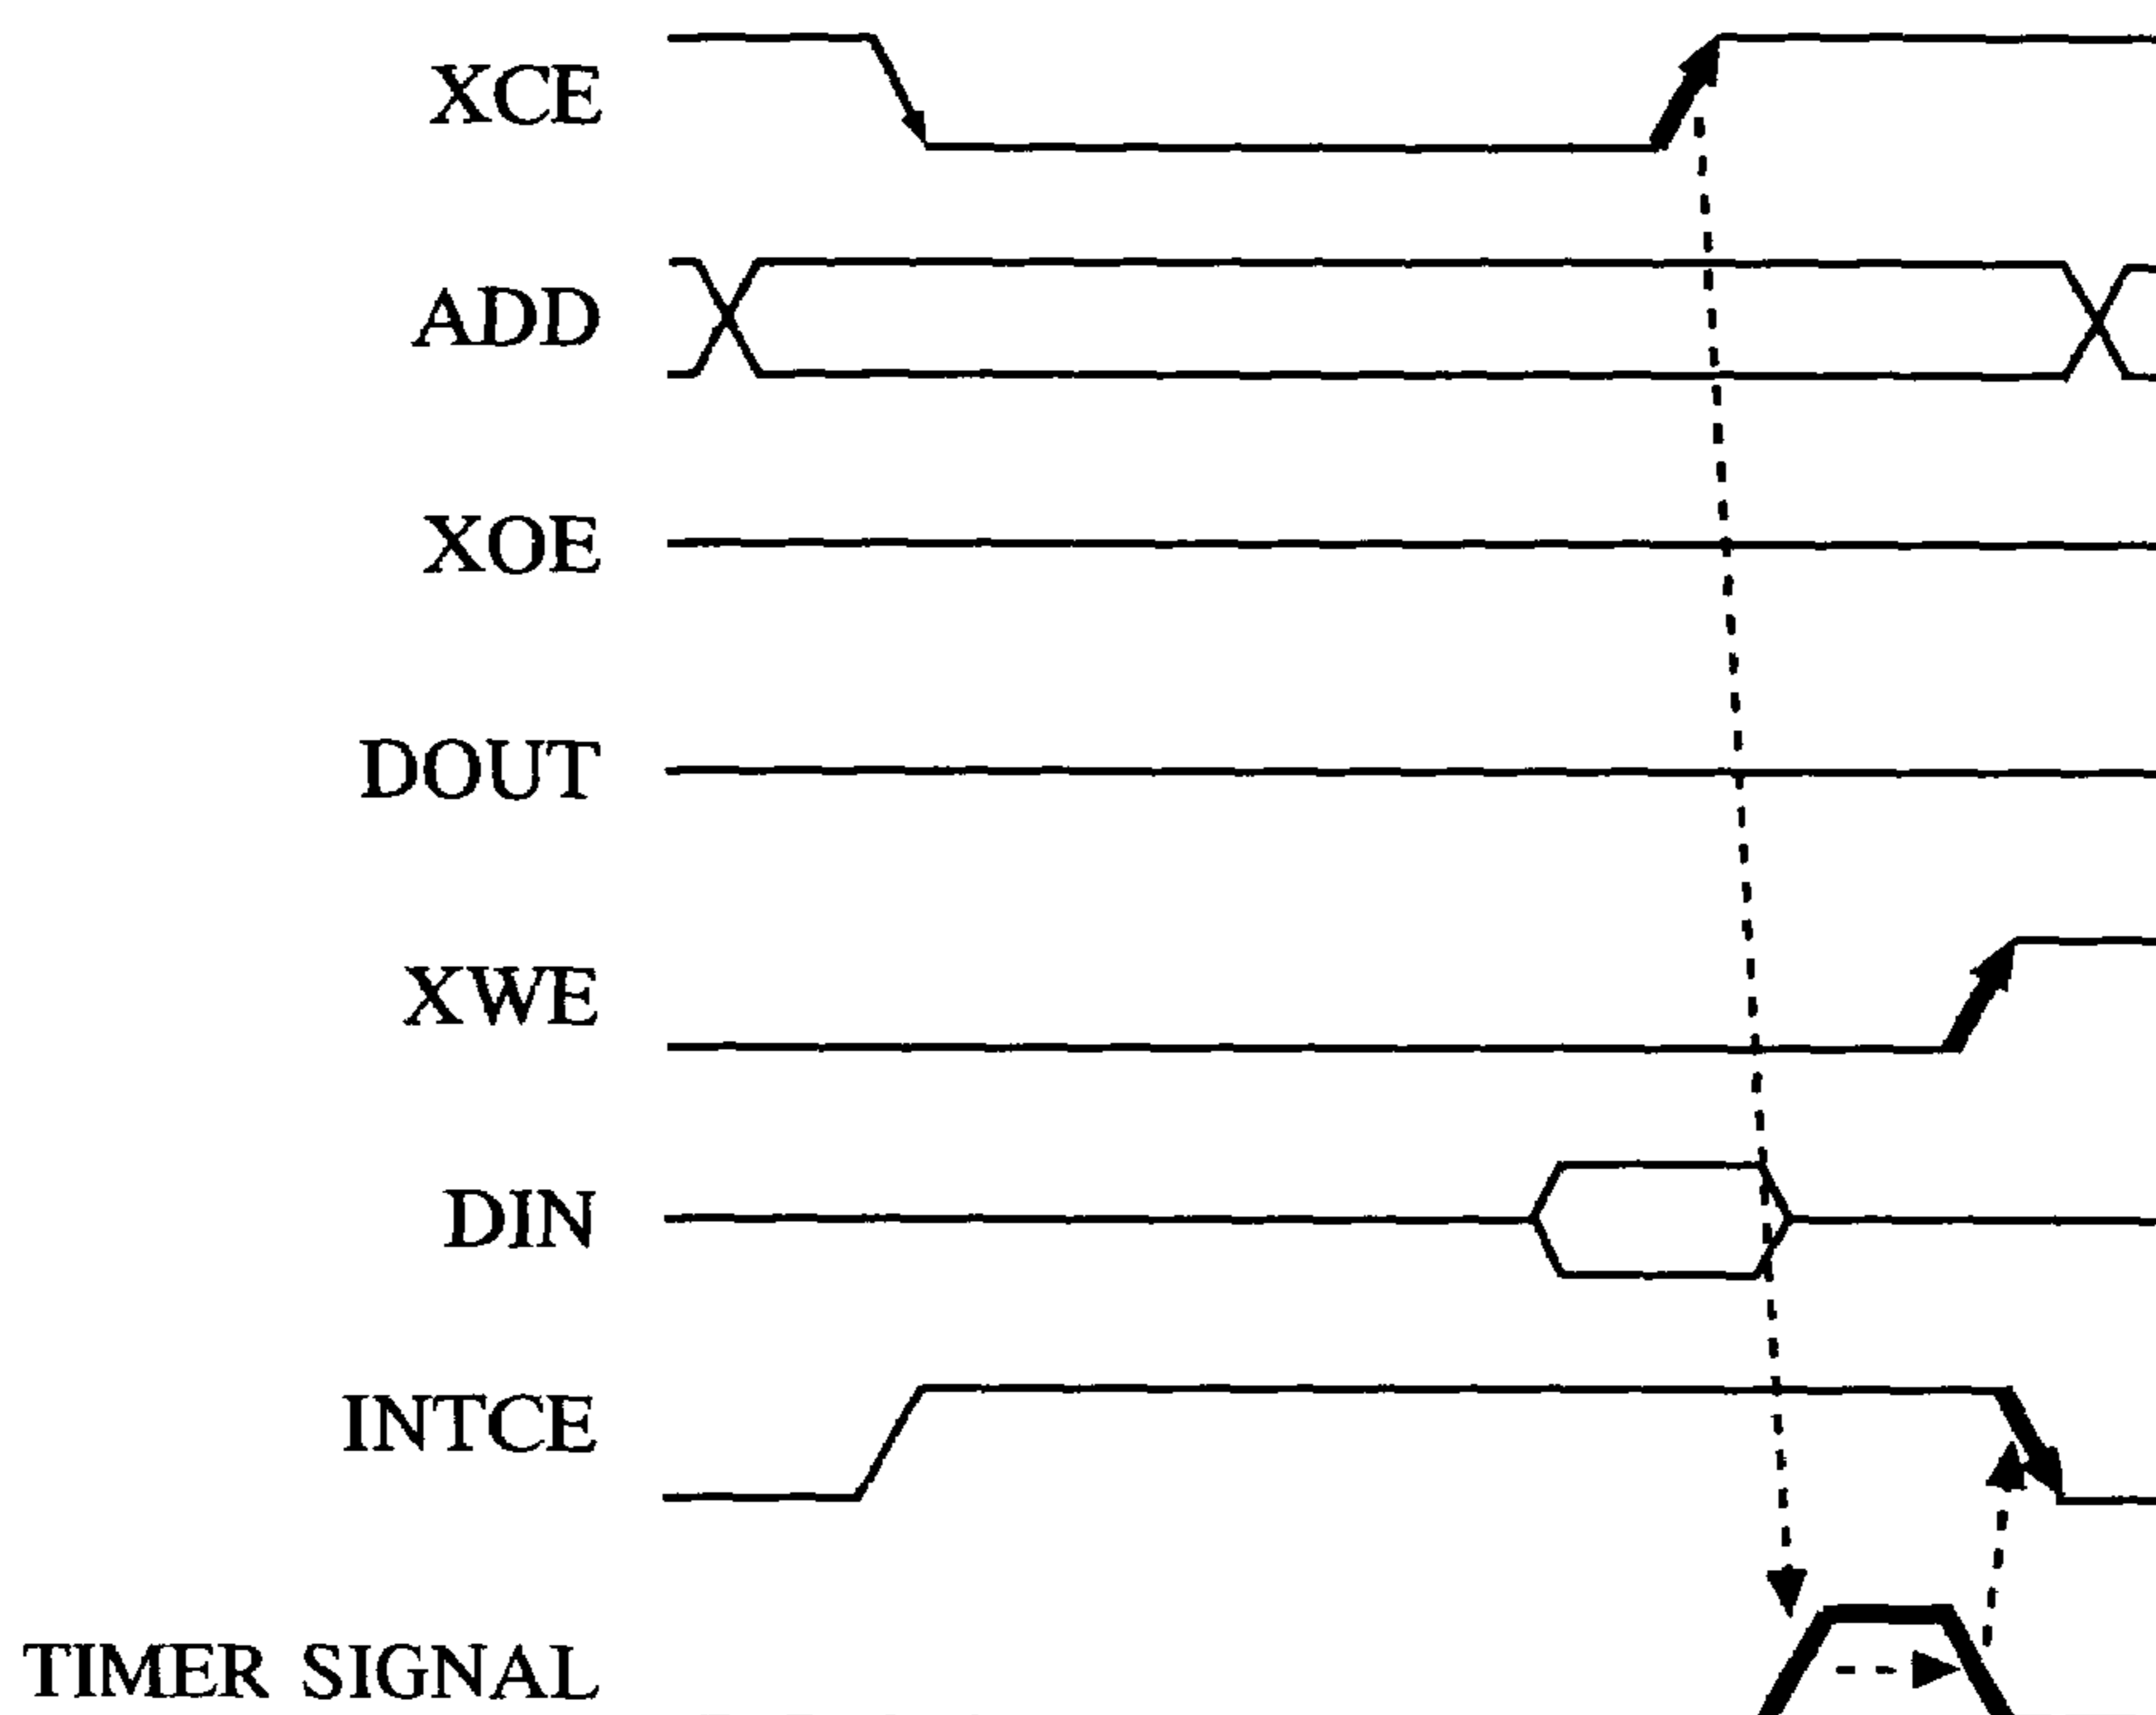 XCE
ADD
XOE
DOUT
XWE
DIN
INTCE
TIMER SIGNAL